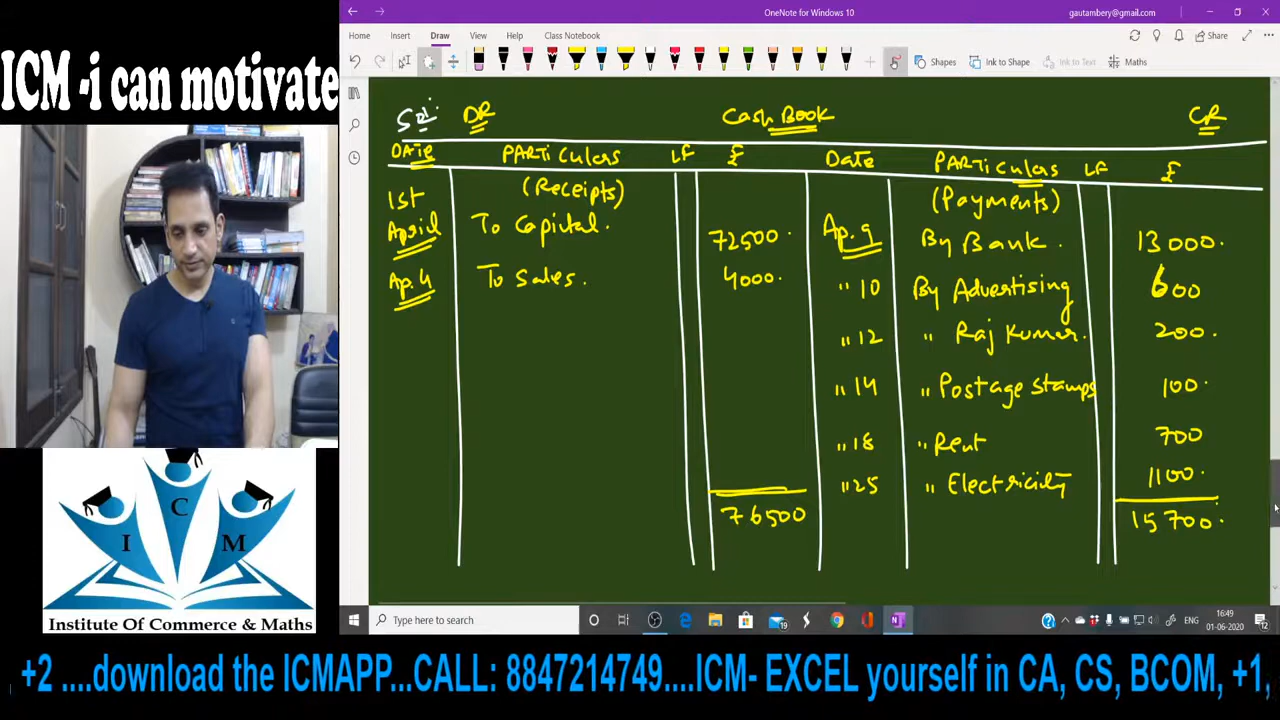 ICM -i can motivate
OneNote for Windows 10
gautambery@gmail.com
Home Insert Draw View Help Class Notebook
Share
Shapes Ink to Shape Ink to Text Maths
Sol: DR Cash Book CR
DATE PARTiculars LF ₹ Date PARTiculars LF ₹
(Receipts) (Payments)
1st April To Capital. 72500. Ap. 9 By Bank. 13000.
Ap. 4 To Sales. 4000. " 10 By Advertising 600
" 12 " Raj Kumar. 200.
" 14 " Postage Stamps 100.
" 18 " Rent 700
" 25 " Electricity 1100.
76500 15700.
I C M
Institute Of Commerce & Maths
Type here to search
19
ENG
16:49
01-06-2020
12
+2 ....download the ICMAPP...CALL: 8847214749....ICM- EXCEL yourself in CA, CS, BCOM, +1,